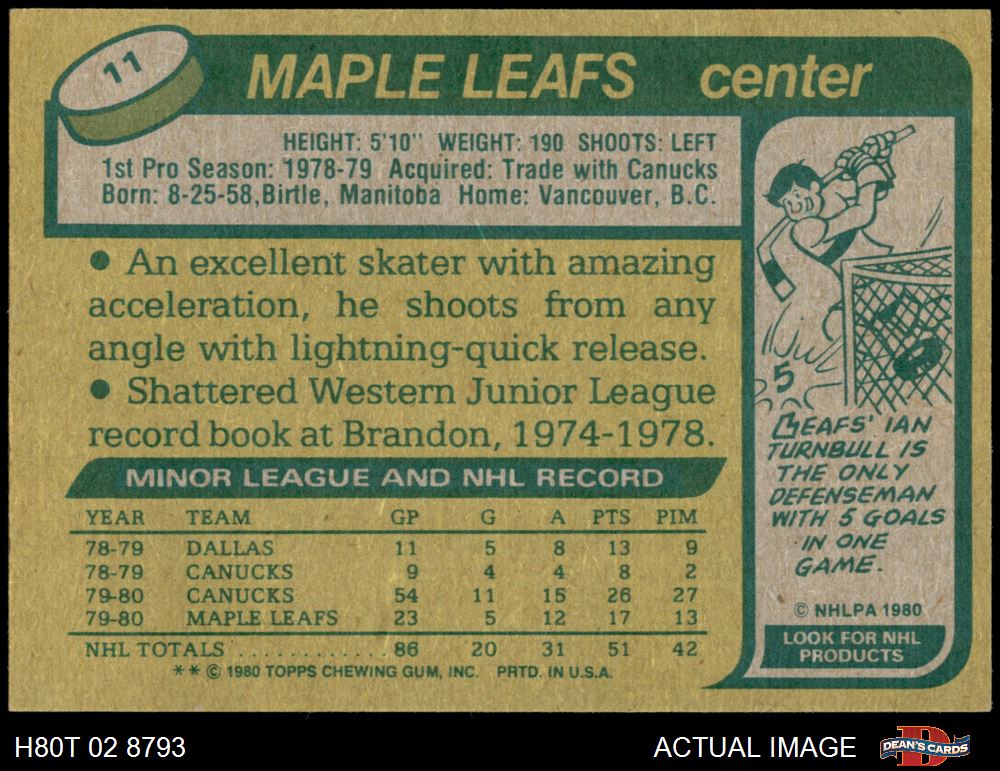 11
MAPLE LEAFS center
HEIGHT: 5'10" WEIGHT: 190 SHOOTS: LEFT
1st Pro Season: 1978-79 Acquired: Trade with Canucks
Born: 8-25-58,Birtle, Manitoba Home: Vancouver, B.C.
• An excellent skater with amazing
acceleration, he shoots from any
angle with lightning-quick release.
• Shattered Western Junior League
record book at Brandon, 1974-1978.
MINOR LEAGUE AND NHL RECORD
YEAR TEAM GP G A PTS PIM
78-79 DALLAS 11 5 8 13 9
78-79 CANUCKS 9 4 4 8 2
79-80 CANUCKS 54 11 15 26 27
79-80 MAPLE LEAFS 23 5 12 17 13
NHL TOTALS ............ 86 20 31 51 42
** © 1980 TOPPS CHEWING GUM, INC. PRTD. IN U.S.A.
5
LEAFS' IAN
TURNBULL IS
THE ONLY
DEFENSEMAN
WITH 5 GOALS
IN ONE
GAME.
© NHLPA 1980
LOOK FOR NHL
PRODUCTS
H80T 02 8793
ACTUAL IMAGE
D
DEAN'S CARDS